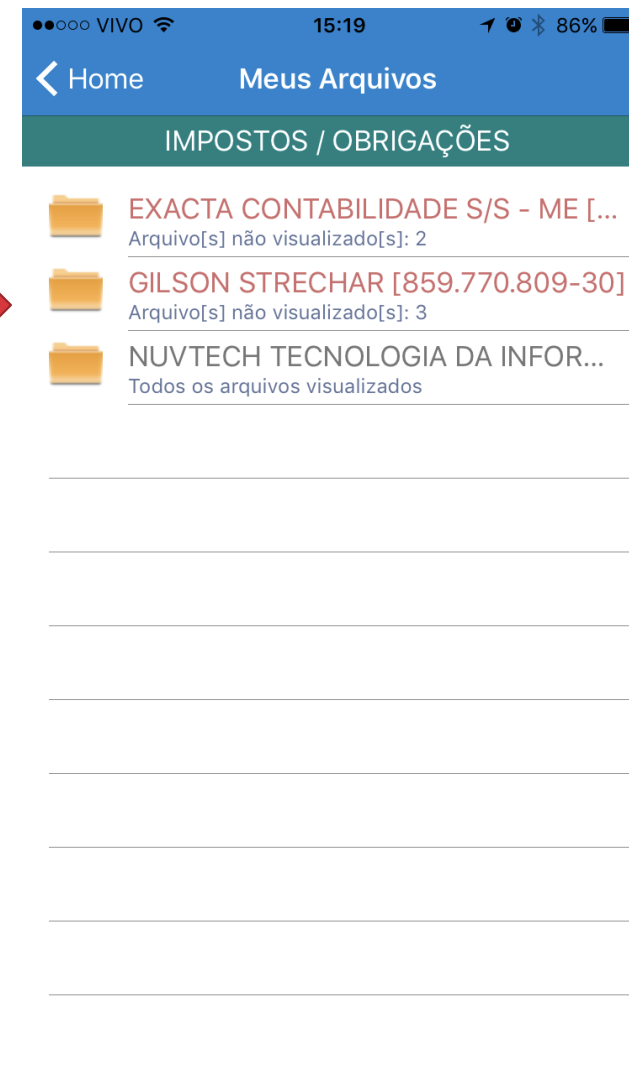 VIVO 15:19 86%
Home Meus Arquivos
IMPOSTOS / OBRIGAÇÕES
EXACTA CONTABILIDADE S/S - ME [...
Arquivo[s] não visualizado[s]: 2
GILSON STRECHAR [859.770.809-30]
Arquivo[s] não visualizado[s]: 3
NUVTECH TECNOLOGIA DA INFOR...
Todos os arquivos visualizados